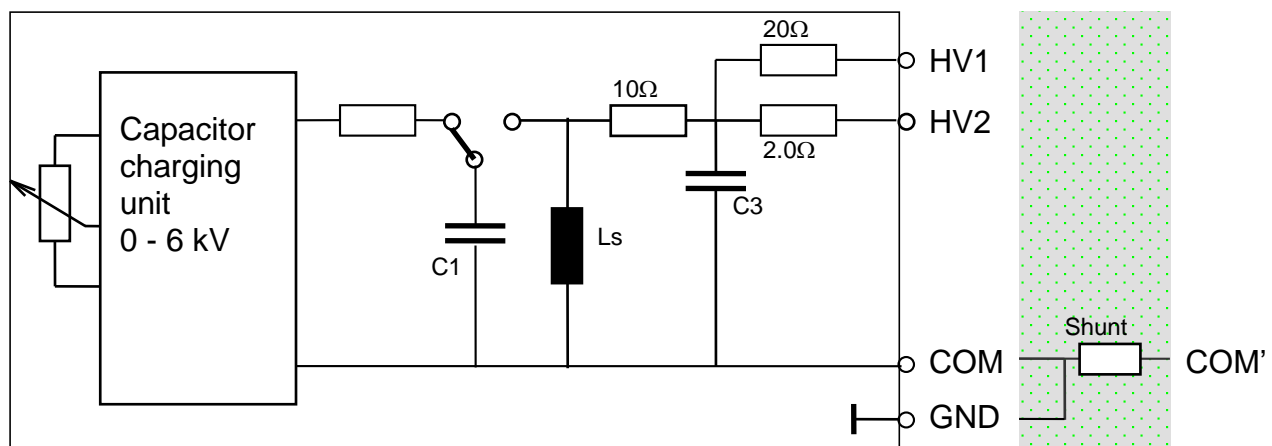 20Ω
HV1
10Ω
HV2
Capacitor
charging
unit
0 - 6 kV
2.0Ω
C3
Ls
C1
Shunt
COM
COM’
GND